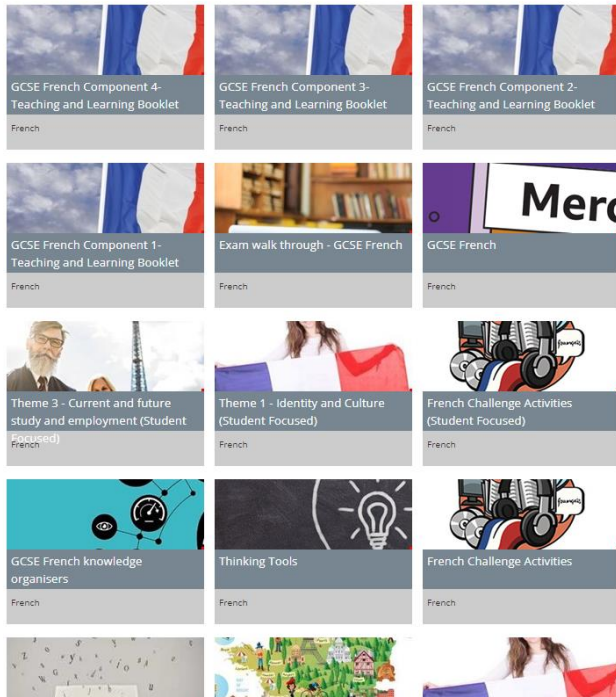 GCSE French Component 4-
Teaching and Learning Booklet
French
GCSE French Component 3-
Teaching and Learning Booklet
French
GCSE French Component 2-
Teaching and Learning Booklet
French
GCSE French Component 1-
Teaching and Learning Booklet
French
Exam walk through - GCSE French
French
Merc
GCSE French
French
Theme 3 - Current and future
study and employment (Student
Focused)
French
Theme 1 - Identity and Culture
(Student Focused)
French
français
French Challenge Activities
(Student Focused)
French
GCSE French knowledge
organisers
French
Thinking Tools
French
français
French Challenge Activities
French